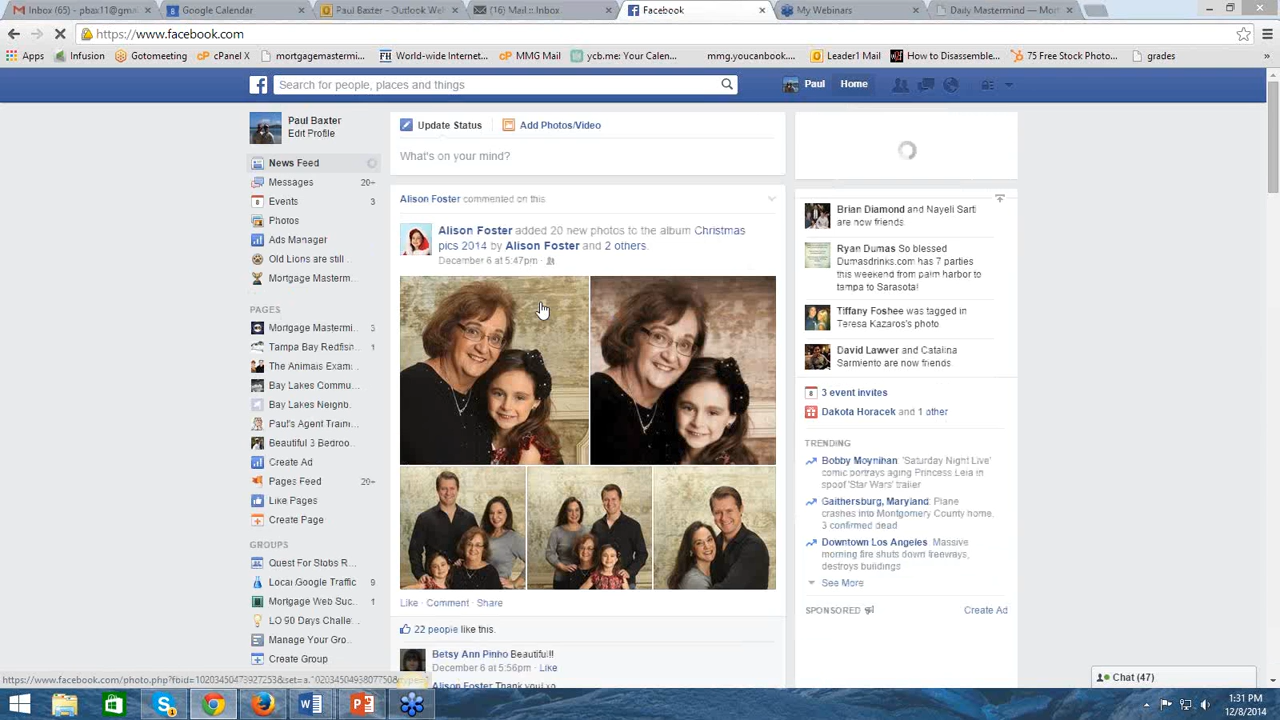 Inbox (65) - pbax11@gma
Google Calendar
Paul Baxter - Outlook Web
(16) Mail :: Inbox
Facebook
My Webinars
Daily Mastermind — Mort
https://www.facebook.com
Apps
Infusion
Gotomeeting
cPanel X
mortgagemastermi...
World-wide Internet...
MMG Mail
ycb.me: Your Calen...
mmg.youcanbook...
Leader1 Mail
How to Disassemble...
75 Free Stock Photo...
grades
Search for people, places and things
Paul
Home
Paul Baxter
Edit Profile
News Feed
Messages 20+
Events 3
Photos
Ads Manager
Old Lions are still ...
Mortgage Masterm...
PAGES
Mortgage Mastermi... 3
Tampa Bay Redfish... 1
The Animals Exam...
Bay Lakes Commu...
Bay Lakes Neighb...
Paul's Agent Traini...
Beautiful 3 Bedroo...
Create Ad
Pages Feed 20+
Like Pages
Create Page
GROUPS
Quest For Stobs R...
Local Google Traffic 9
Mortgage Web Suc... 1
LO 90 Days Challe...
Manage Your Gro...
Create Group
Update Status
Add Photos/Video
What's on your mind?
Alison Foster commented on this.
Alison Foster added 20 new photos to the album Christmas
pics 2014 by Alison Foster and 2 others.
December 6 at 5:47pm
Like · Comment · Share
22 people like this.
Betsy Ann Pinho Beautiful!!
December 6 at 5:56pm · Like
Alison Foster Thank you! xo
Brian Diamond and Nayeli Sarti
are now friends.
Ryan Dumas So blessed
Dumasdrinks.com has 7 parties
this weekend from palm harbor to
tampa to Sarasota!
Tiffany Foshee was tagged in
Teresa Kazaros's photo.
David Lawver and Catalina
Sarmiento are now friends.
3 event invites
Dakota Horacek and 1 other
TRENDING
Bobby Moynihan: 'Saturday Night Live'
comic portrays aging Princess Leia in
spoof 'Star Wars' trailer
Gaithersburg, Maryland: Plane
crashes into Montgomery County home,
3 confirmed dead
Downtown Los Angeles: Massive
morning fire shuts down freeways,
destroys buildings
See More
SPONSORED
Create Ad
Chat (47)
1:31 PM
12/8/2014